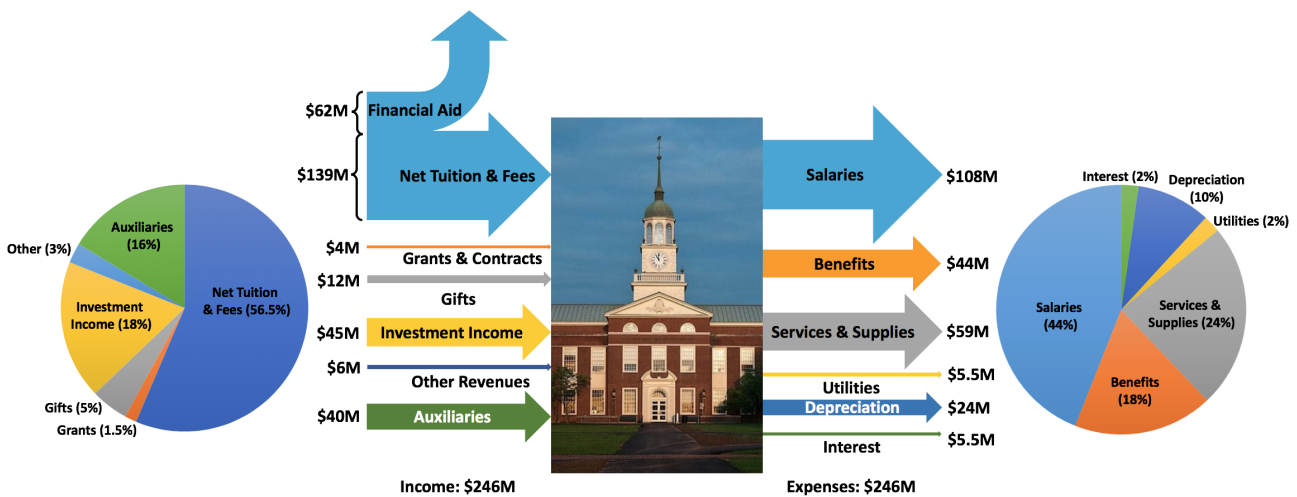 $62M
Financial Aid
$139M
Net Tuition & Fees
$4M
Grants & Contracts
$12M
Gifts
$45M
Investment Income
$6M
Other Revenues
$40M
Auxiliaries
Income: $246M
Auxiliaries
(16%)
Other (3%)
Net Tuition
& Fees (56.5%)
Investment
Income (18%)
Gifts (5%)
Grants (1.5%)
Salaries
$108M
Benefits
$44M
Services & Supplies
$59M
$5.5M
Utilities
Depreciation
$24M
$5.5M
Interest
Expenses: $246M
Interest (2%)
Depreciation
(10%)
Utilities (2%)
Salaries
(44%)
Services &
Supplies (24%)
Benefits
(18%)